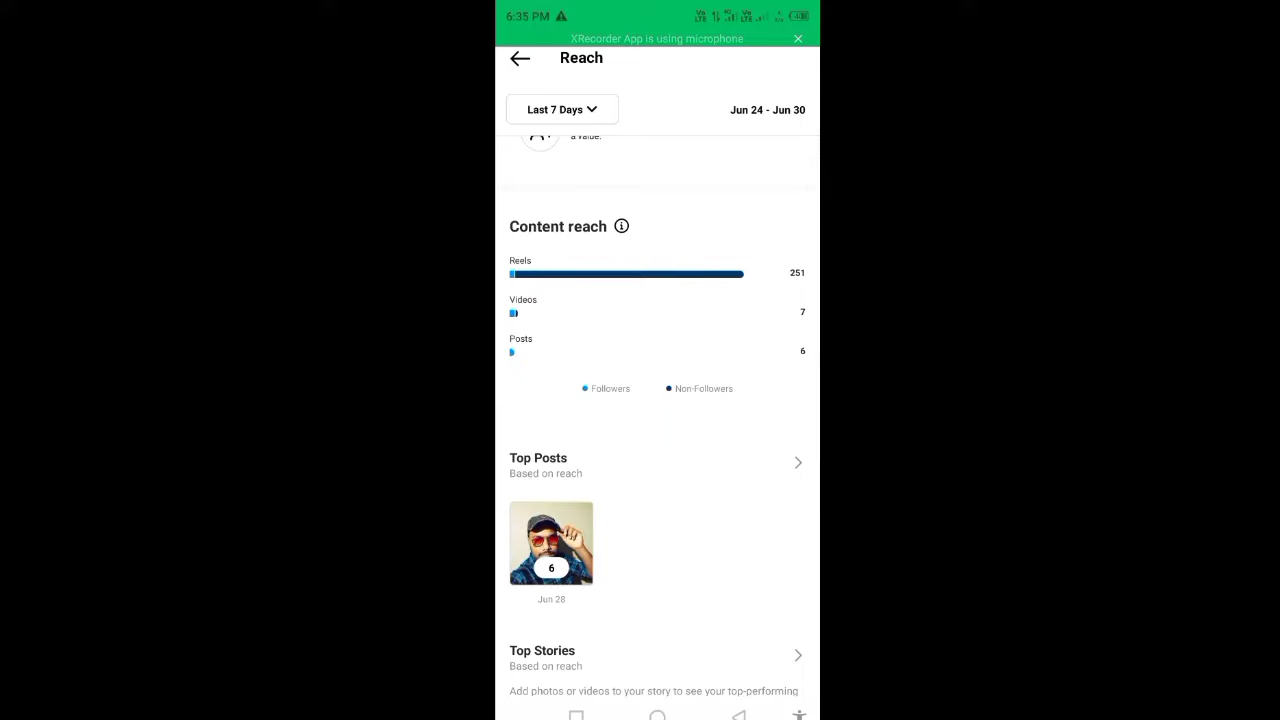 6:35 PM
XRecorder App is using microphone
Reach
Last 7 Days
Jun 24 - Jun 30
a value.
Content reach
Reels
251
Videos
7
Posts
6
Followers
Non-Followers
Top Posts
Based on reach
6
Jun 28
Top Stories
Based on reach
Add photos or videos to your story to see your top-performing